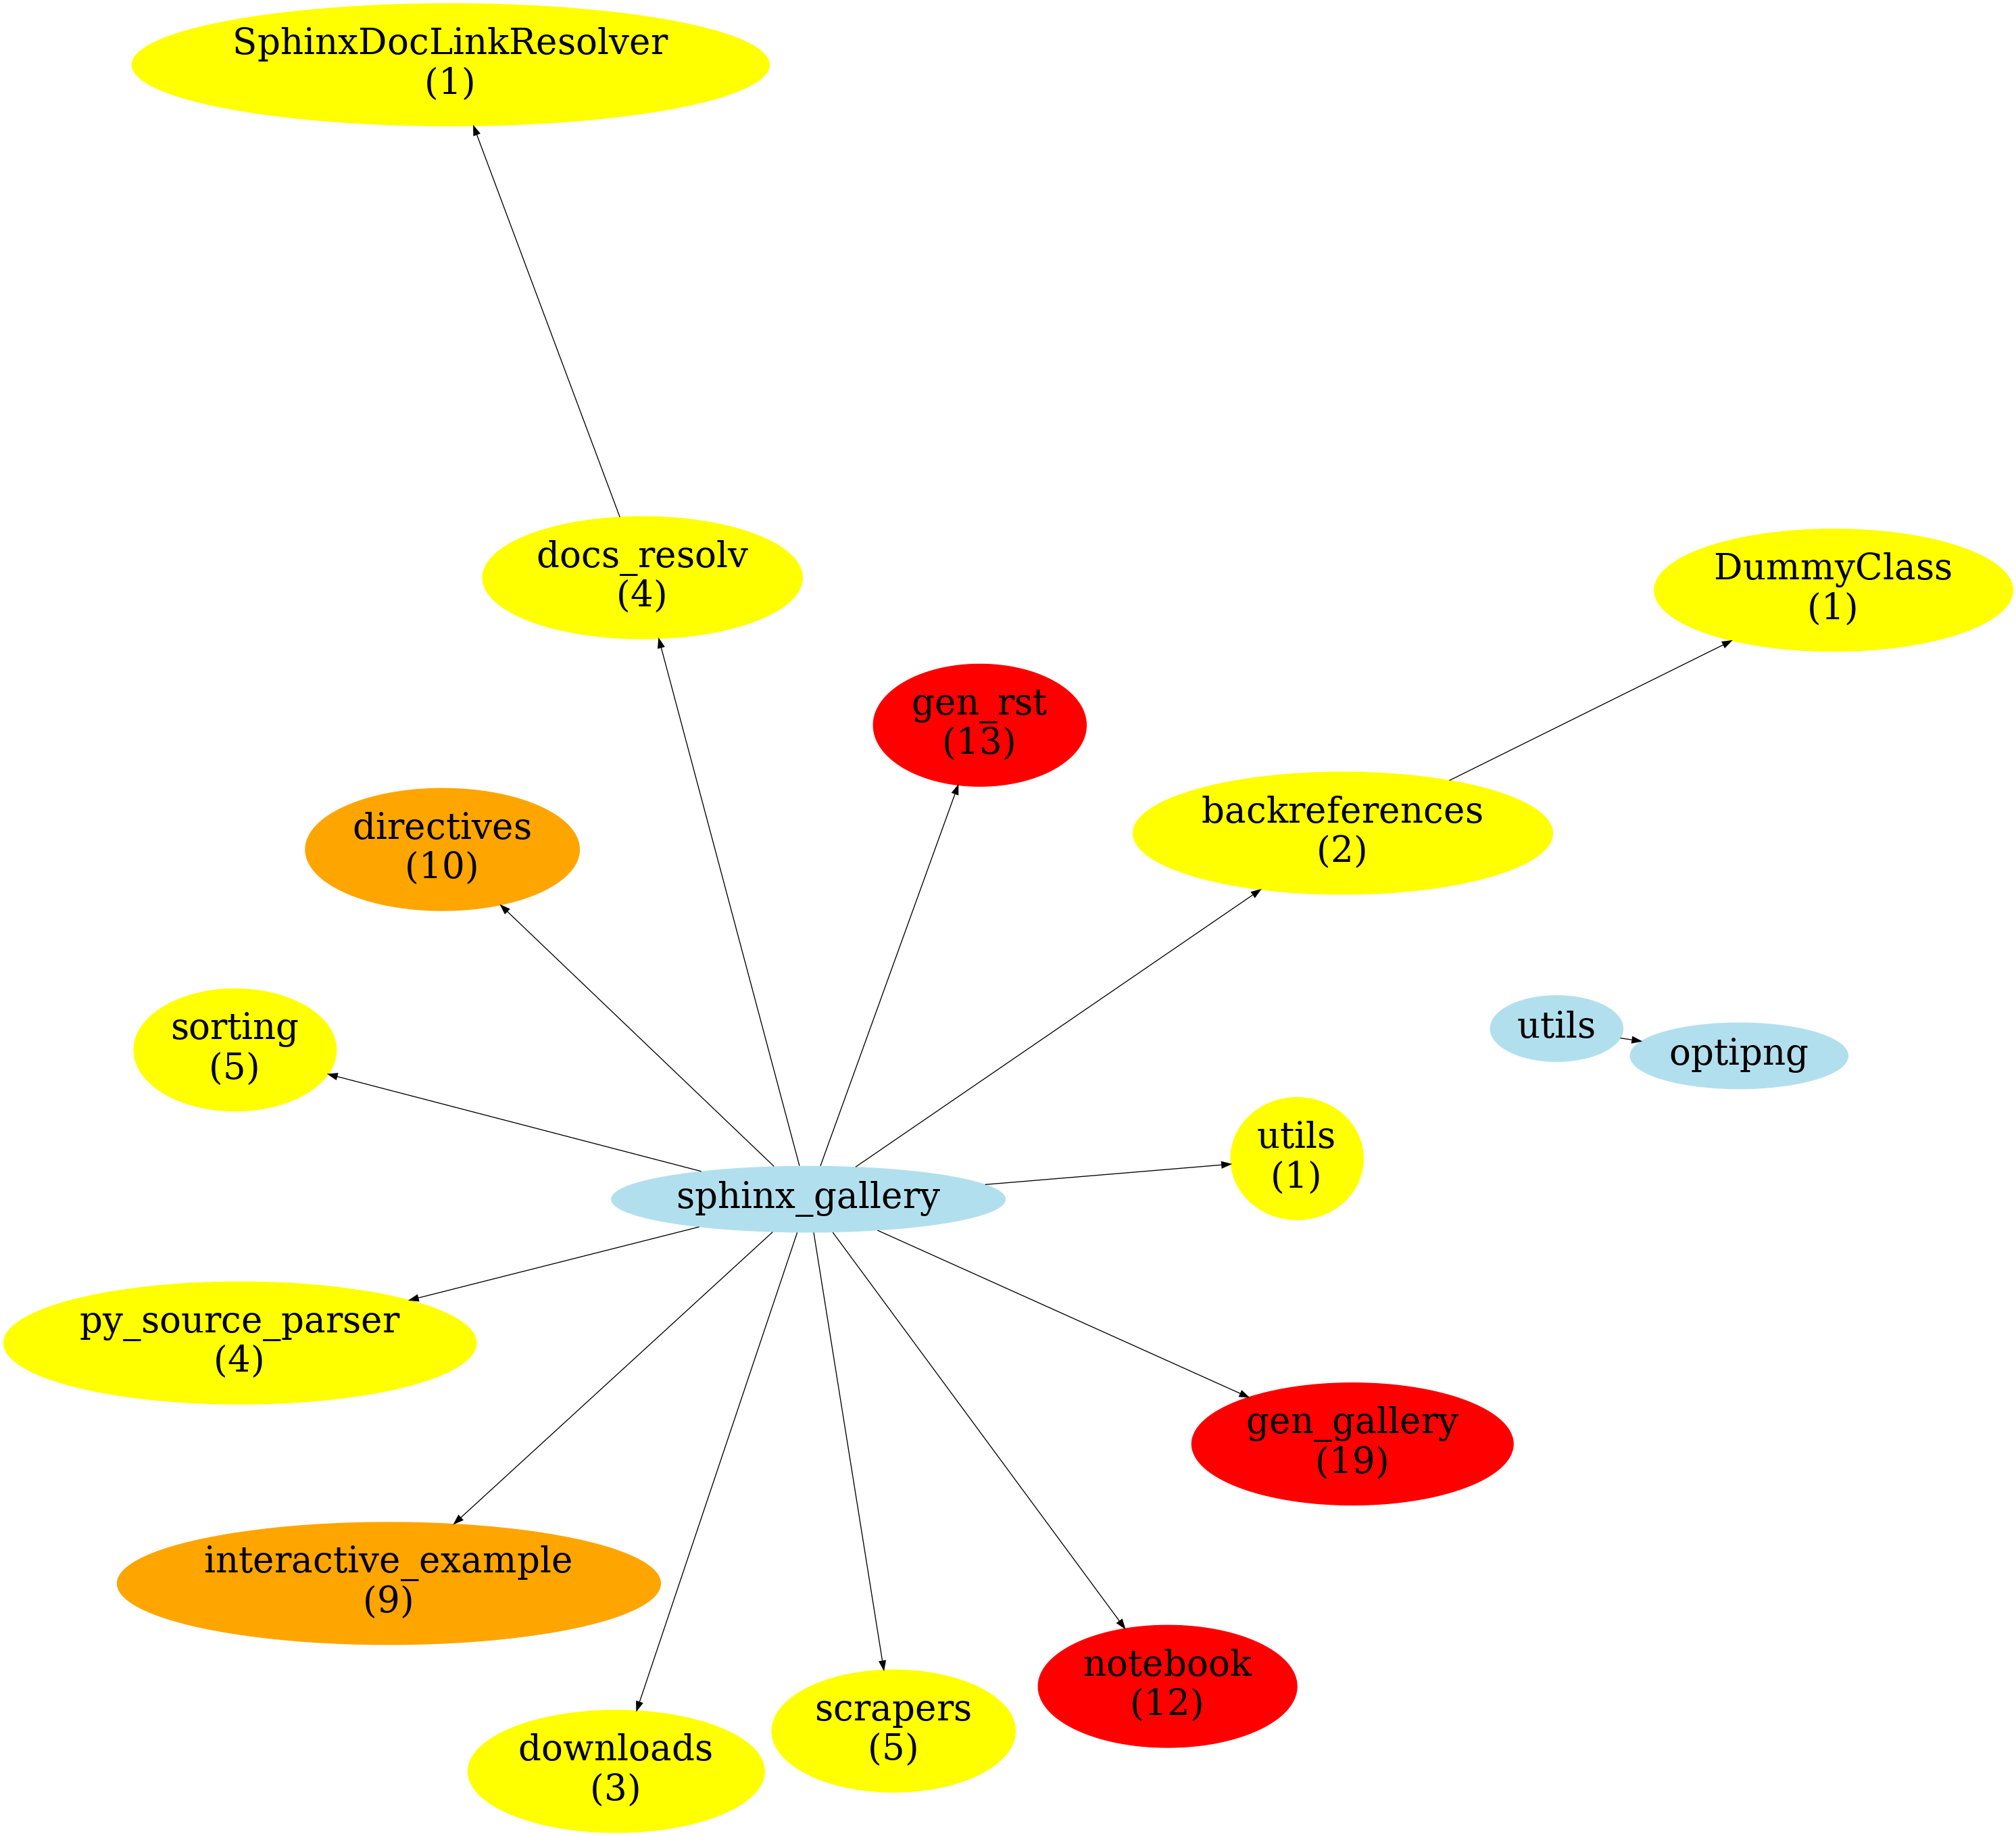 SphinxDocLinkResolver
(1)
docs_resolv
(4)
DummyClass
(1)
gen_rst
(13)
backreferences
(2)
directives
(10)
sorting
(5)
utils
optipng
utils
(1)
sphinx_gallery
py_source_parser
(4)
gen_gallery
(19)
interactive_example
(9)
notebook
(12)
scrapers
(5)
downloads
(3)